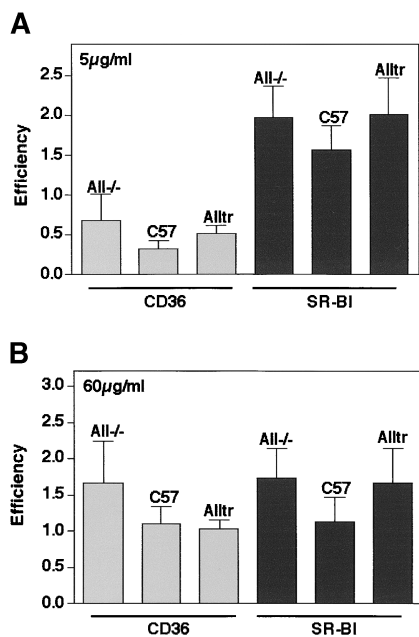 A
5µg/ml
Efficiency
2.5
2.0
1.5
1.0
0.5
0.0
AII-/-
C57
AIItr
AII-/-
C57
AIItr
CD36
SR-BI
B
60µg/ml
Efficiency
3.0
2.5
2.0
1.5
1.0
0.5
0.0
AII-/-
C57
AIItr
AII-/-
C57
AIItr
CD36
SR-BI